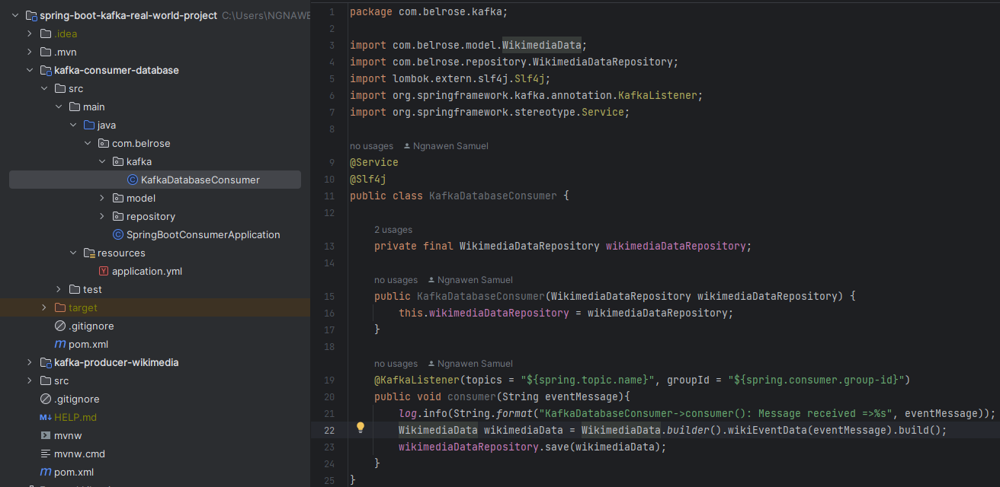 spring-boot-kafka-real-world-project C:\Users\NGNAWE
.idea
.mvn
kafka-consumer-database
src
main
java
com.belrose
kafka
KafkaDatabaseConsumer
model
repository
SpringBootConsumerApplication
resources
application.yml
test
target
.gitignore
pom.xml
kafka-producer-wikimedia
src
.gitignore
HELP.md
mvnw
mvnw.cmd
pom.xml
1 package com.belrose.kafka;
2
3 import com.belrose.model.WikimediaData;
4 import com.belrose.repository.WikimediaDataRepository;
5 import lombok.extern.slf4j.Slf4j;
6 import org.springframework.kafka.annotation.KafkaListener;
7 import org.springframework.stereotype.Service;
8
no usages Ngnawen Samuel
9 @Service
10 @Slf4j
11 public class KafkaDatabaseConsumer {
12
2 usages
13 private final WikimediaDataRepository wikimediaDataRepository;
14
no usages Ngnawen Samuel
15 public KafkaDatabaseConsumer(WikimediaDataRepository wikimediaDataRepository) {
16 this.wikimediaDataRepository = wikimediaDataRepository;
17 }
18
no usages Ngnawen Samuel
19 @KafkaListener(topics = "${spring.topic.name}", groupId = "${spring.consumer.group-id}")
20 public void consumer(String eventMessage){
21 log.info(String.format("KafkaDatabaseConsumer->consumer(): Message received =>%s", eventMessage));
22 WikimediaData wikimediaData = WikimediaData.builder().wikiEventData(eventMessage).build();
23 wikimediaDataRepository.save(wikimediaData);
24 }
25 }